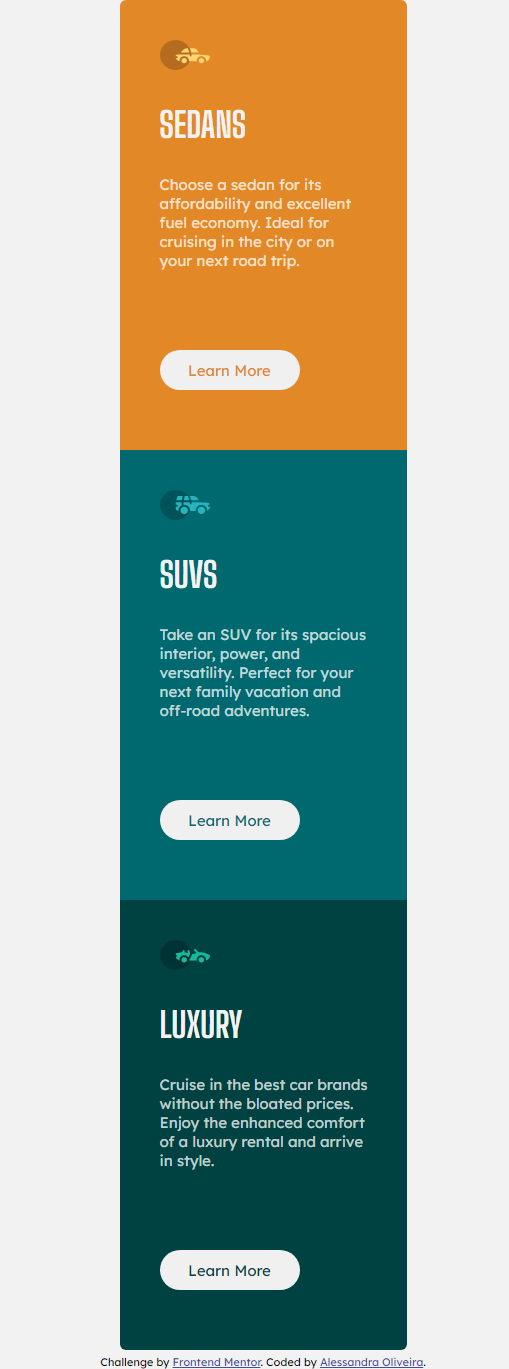 SEDANS
Choose a sedan for its
affordability and excellent
fuel economy. Ideal for
cruising in the city or on
your next road trip.
Learn More
SUVS
Take an SUV for its spacious
interior, power, and
versatility. Perfect for your
next family vacation and
off-road adventures.
Learn More
LUXURY
Cruise in the best car brands
without the bloated prices.
Enjoy the enhanced comfort
of a luxury rental and arrive
in style.
Learn More
Challenge by Frontend Mentor. Coded by Alessandra Oliveira.